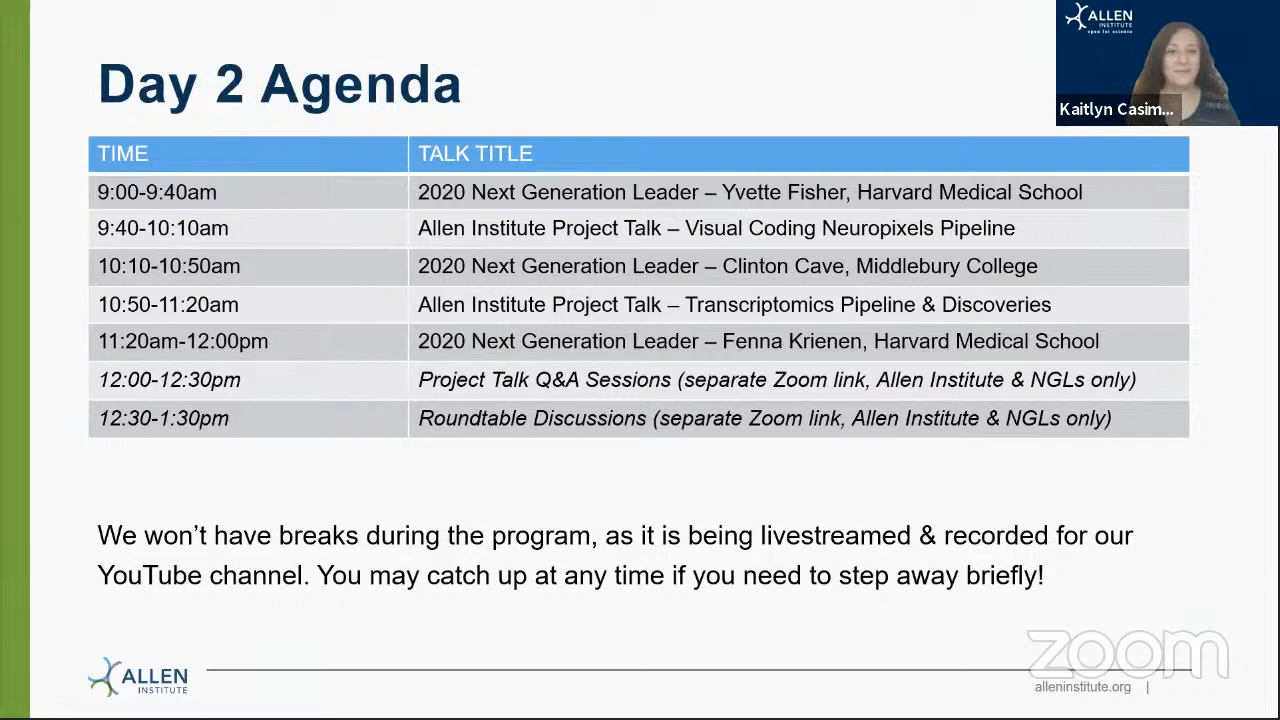 ALLEN
INSTITUTE
open for science
Kaitlyn Casim...
Day 2 Agenda
TIME TALK TITLE
9:00-9:40am 2020 Next Generation Leader – Yvette Fisher, Harvard Medical School
9:40-10:10am Allen Institute Project Talk – Visual Coding Neuropixels Pipeline
10:10-10:50am 2020 Next Generation Leader – Clinton Cave, Middlebury College
10:50-11:20am Allen Institute Project Talk – Transcriptomics Pipeline & Discoveries
11:20am-12:00pm 2020 Next Generation Leader – Fenna Krienen, Harvard Medical School
12:00-12:30pm Project Talk Q&A Sessions (separate Zoom link, Allen Institute & NGLs only)
12:30-1:30pm Roundtable Discussions (separate Zoom link, Allen Institute & NGLs only)
We won’t have breaks during the program, as it is being livestreamed & recorded for our
YouTube channel. You may catch up at any time if you need to step away briefly!
zoom
ALLEN
INSTITUTE
alleninstitute.org |